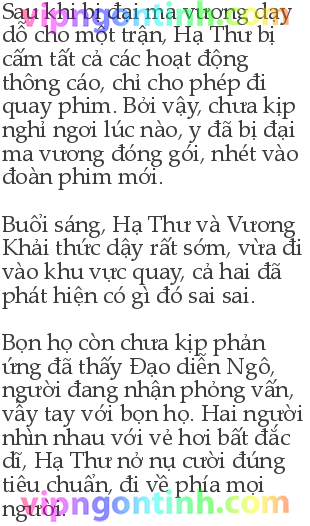 Sau khi bị đại ma vương dạy
dỗ cho một trận, Hạ Thư bị
cấm tất cả các hoạt động
thông cáo, chỉ cho phép đi
quay phim. Bởi vậy, chưa kịp
nghỉ ngơi lúc nào, y đã bị đại
ma vương đóng gói, nhét vào
đoàn phim mới.
Buổi sáng, Hạ Thư và Vương
Khải thức dậy rất sớm, vừa đi
vào khu vực quay, cả hai đã
phát hiện có gì đó sai sai.
Bọn họ còn chưa kịp phản
ứng đã thấy Đạo diễn Ngô,
người đang nhận phỏng vấn,
vẫy tay với bọn họ. Hai người
nhìn nhau với vẻ hơi bất đắc
dĩ, Hạ Thư nở nụ cười đúng
tiêu chuẩn, đi về phía mọi
người.
vipngontinh.com
vipngontinh.com
vipngontinh.com